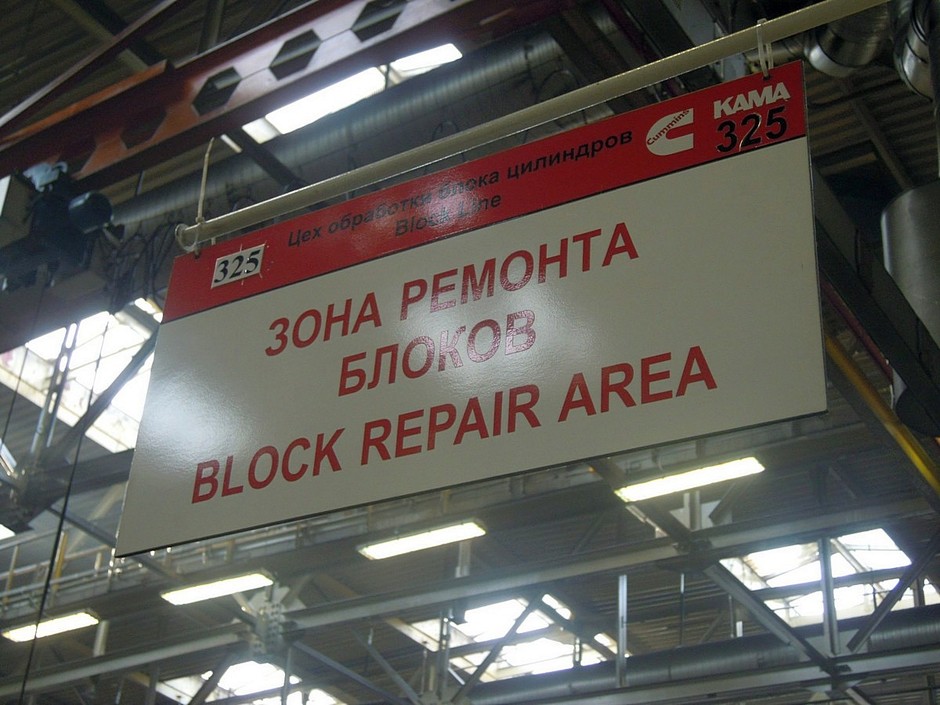 325
Цех обработки блока цилиндров
Block Line
Cummins
КАМА
325
ЗОНА РЕМОНТА
БЛОКОВ
BLOCK REPAIR AREA